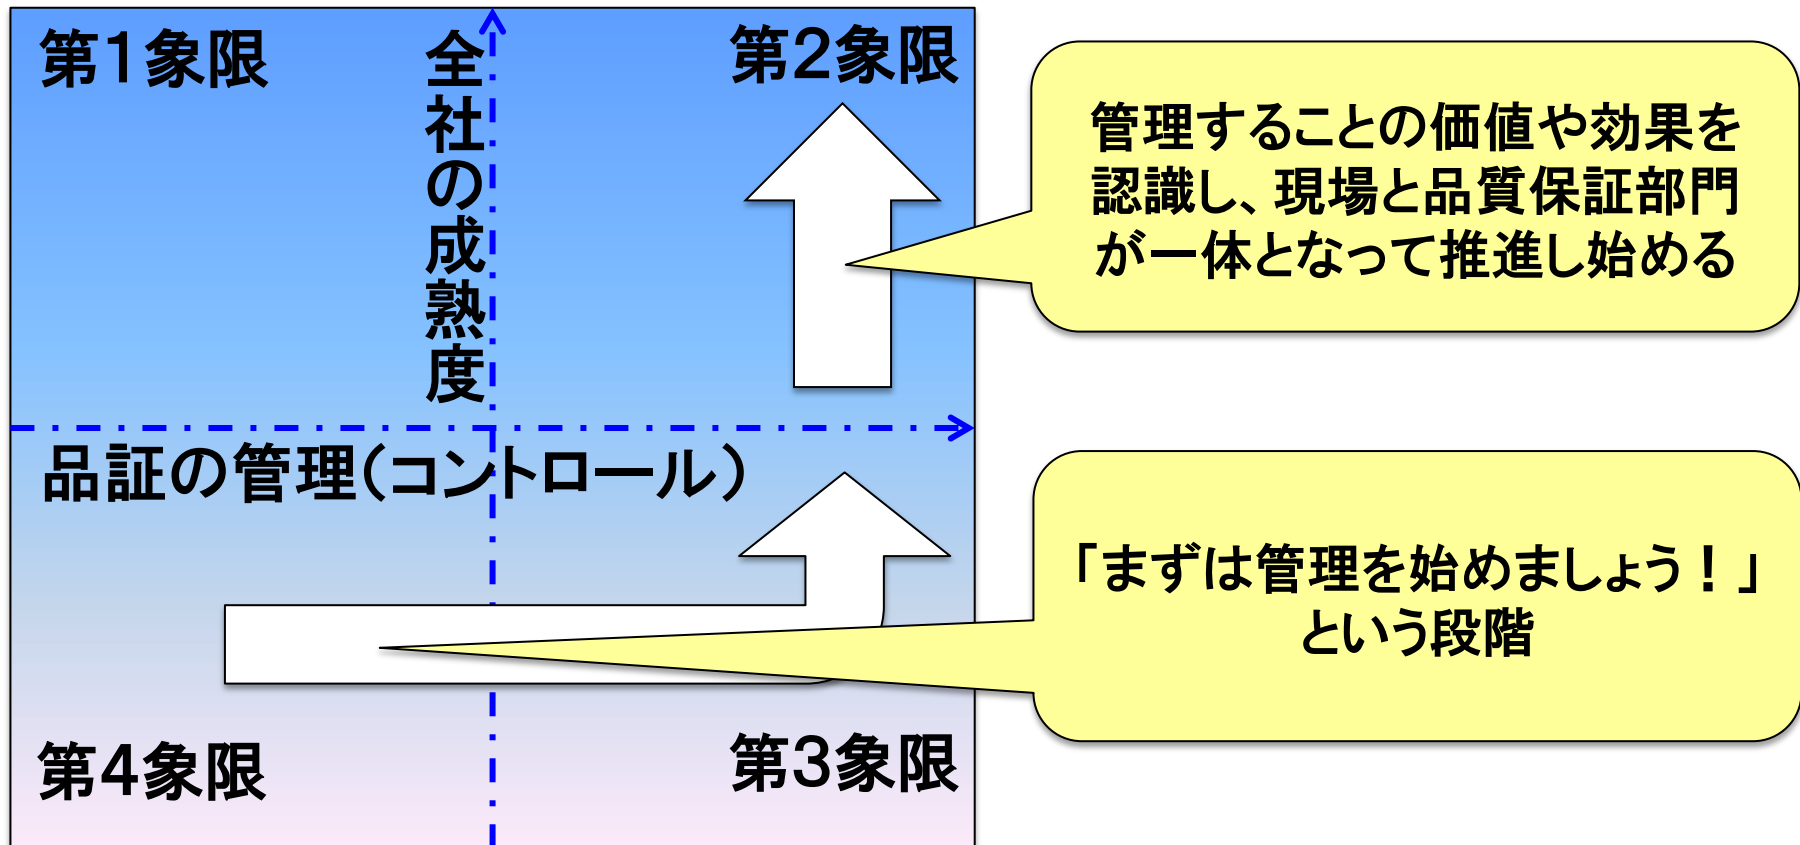 第1象限
全社の成熟度
第2象限
管理することの価値や効果を
認識し、現場と品質保証部門
が一体となって推進し始める
品証の管理（コントロール）
「まずは管理を始めましょう！」
という段階
第4象限
第3象限